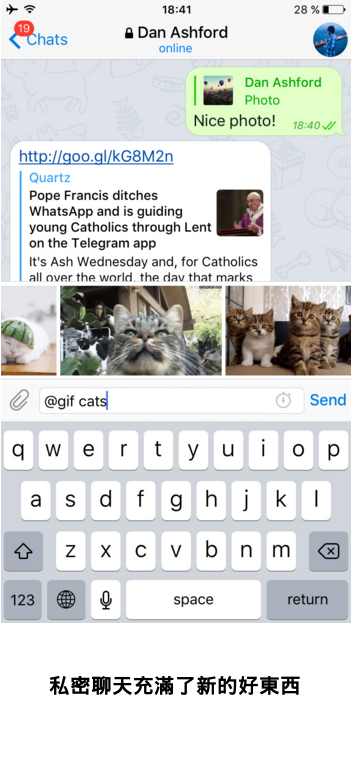 18:41
28 %
19
Chats
Dan Ashford
online
Dan Ashford
Photo
Nice photo!
18:40
http://goo.gl/kG8M2n
Quartz
Pope Francis ditches
WhatsApp and is guiding
young Catholics through Lent
on the Telegram app
It's Ash Wednesday and, for Catholics
all over the world, the day that marks
@gif cats
Send
q w e r t y u i o p
a s d f g h j k l
z x c v b n m
123 space return
私密聊天充滿了新的好東西